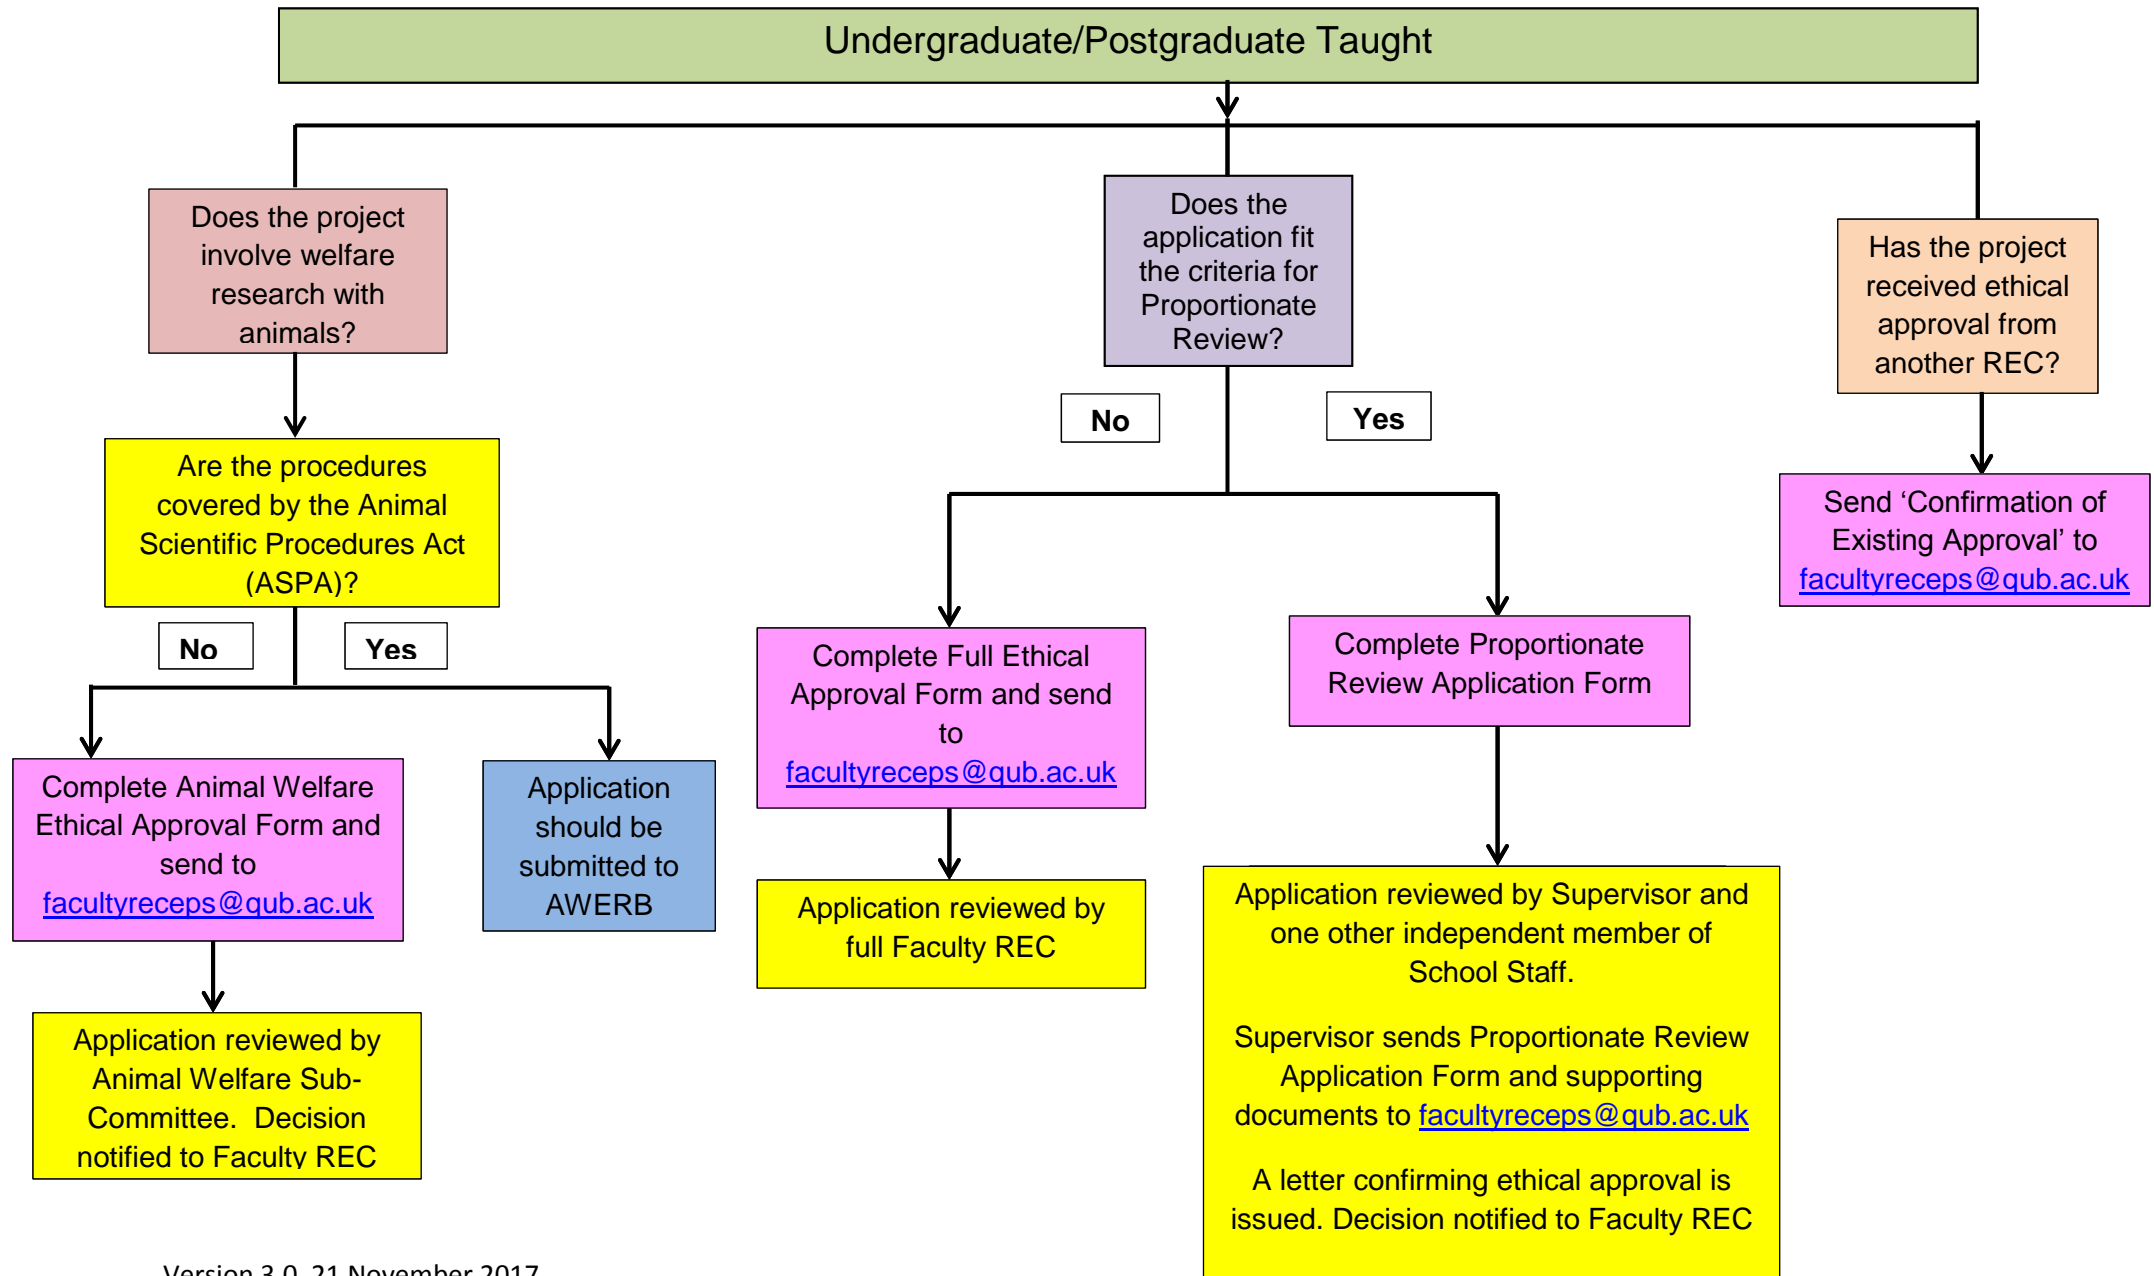 Undergraduate/Postgraduate Taught
Does the project
involve welfare
research with
animals?
Are the procedures
covered by the Animal
Scientific Procedures Act
(ASPA)?
No
Yes
Complete Animal Welfare
Ethical Approval Form and
send to
facultyreceps@qub.ac.uk
Application reviewed by
Animal Welfare Sub-
Committee.  Decision
notified to Faculty REC
Application
should be
submitted to
AWERB
Does the
application fit
the criteria for
Proportionate
Review?
No
Yes
Complete Full Ethical
Approval Form and send
to
facultyreceps@qub.ac.uk
Application reviewed by
full Faculty REC
Complete Proportionate
Review Application Form
Application reviewed by Supervisor and
one other independent member of
School Staff.
Supervisor sends Proportionate Review
Application Form and supporting
documents to facultyreceps@qub.ac.uk
A letter confirming ethical approval is
issued. Decision notified to Faculty REC
Has the project
received ethical
approval from
another REC?
Send ‘Confirmation of
Existing Approval’ to
facultyreceps@qub.ac.uk
Version 3.0, 21 November 2017